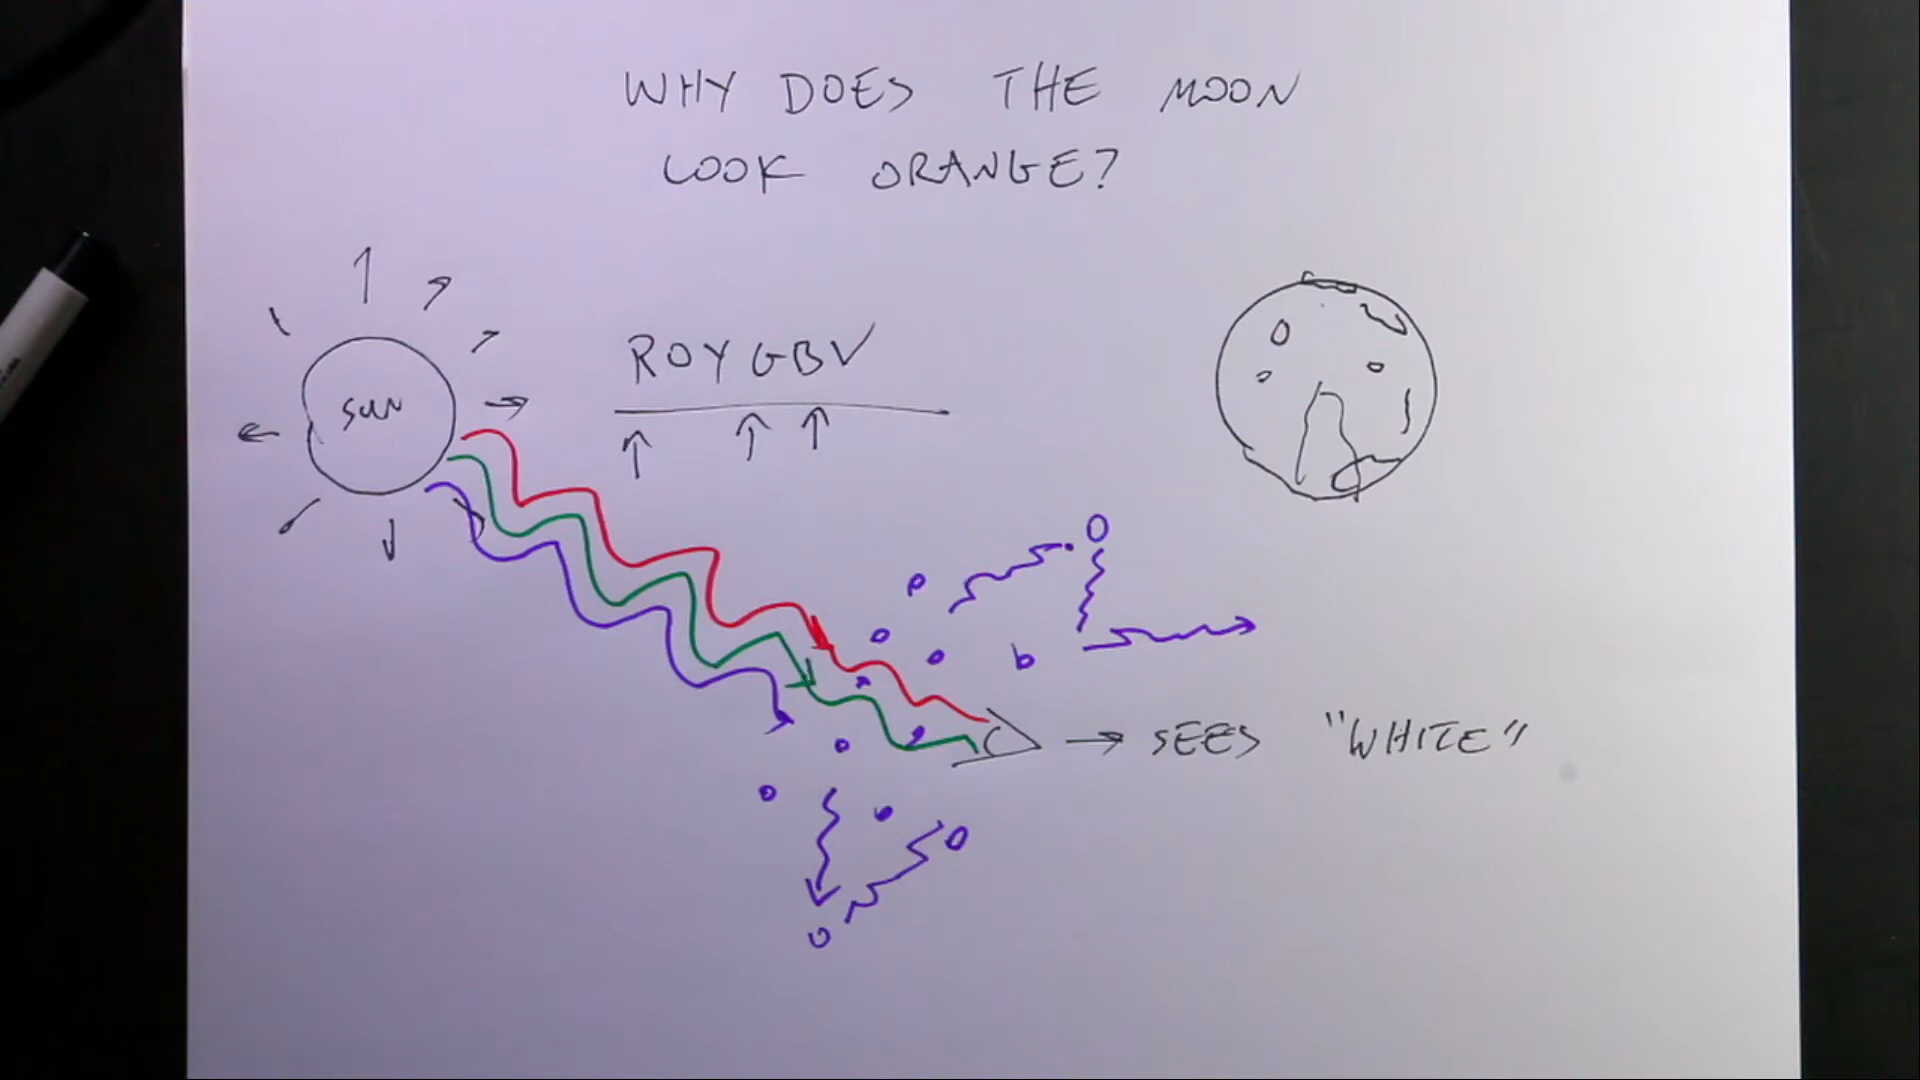 WHY DOES THE MOON
LOOK ORANGE?
SUN
ROYGBV
SEES "WHITE"